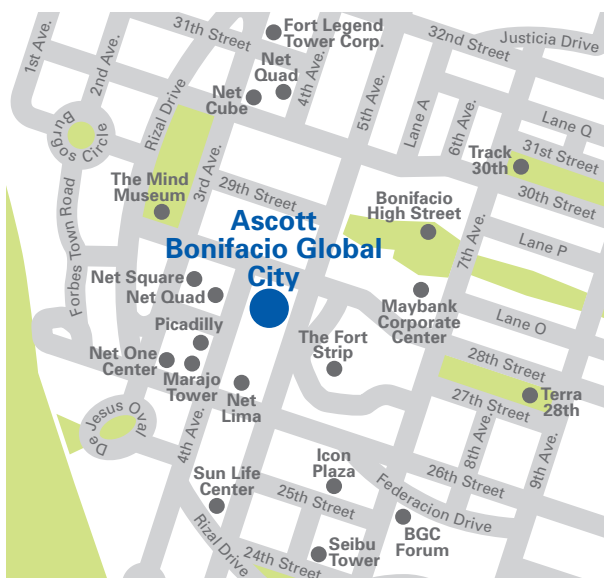 31th Street
Fort Legend
Tower Corp.
32nd Street
Justicia Drive
1st Ave.
2nd Ave.
Rizal Drive
Net
Quad
4th Ave.
5th Ave.
Net
Cube
Lane A
6th Ave.
Lane Q
Burgos Circle
3rd Ave.
Track
30th
31st Street
30th Street
The Mind
Museum
29th Street
Bonifacio
High Street
Ascott
Bonifacio Global
City
7th Ave.
Lane P
Forbes Town Road
Net Square
Net Quad
Maybank
Corporate
Center
Lane O
Picadilly
The Fort
Strip
Net One
Center
Marajo
Tower
Net
Lima
28th Street
27th Street
Terra
28th
De Jesus Oval
4th Ave.
8th Ave.
9th Ave.
Sun Life
Center
Icon
Plaza
26th Street
25th Street
Federacion Drive
Rizal Drive
BGC
Forum
24th Street
Seibu
Tower